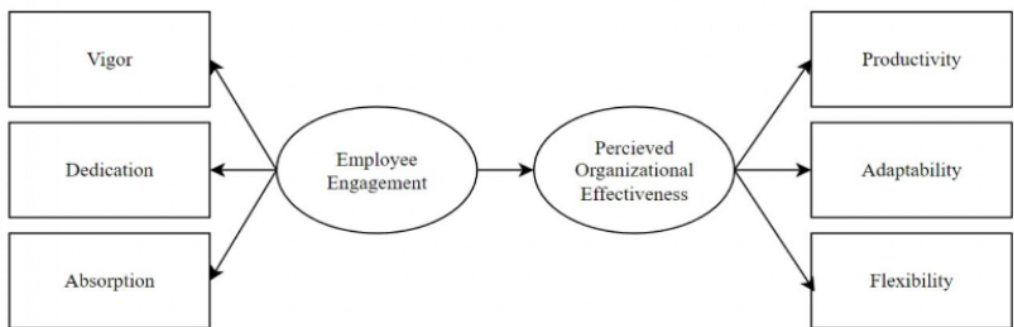 Vigor
Dedication
Absorption
Employee
Engagement
Percieved
Organizational
Effectiveness
Productivity
Adaptability
Flexibility